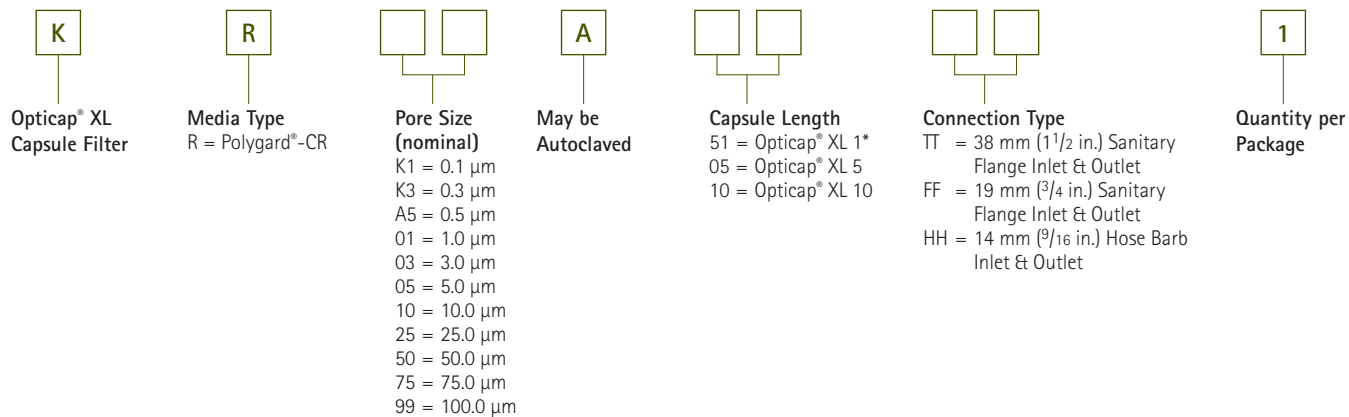 K
R
A
1
Opticap® XL
Capsule Filter
Media Type
R = Polygard®-CR
Pore Size
(nominal)
K1 = 0.1 µm
K3 = 0.3 µm
A5 = 0.5 µm
01 = 1.0 µm
03 = 3.0 µm
05 = 5.0 µm
10 = 10.0 µm
25 = 25.0 µm
50 = 50.0 µm
75 = 75.0 µm
99 = 100.0 µm
May be
Autoclaved
Capsule Length
51 = Opticap® XL 1*
05 = Opticap® XL 5
10 = Opticap® XL 10
Connection Type
TT = 38 mm (1 1/2 in.) Sanitary
Flange Inlet & Outlet
FF = 19 mm (3/4 in.) Sanitary
Flange Inlet & Outlet
HH = 14 mm (9/16 in.) Hose Barb
Inlet & Outlet
Quantity per
Package